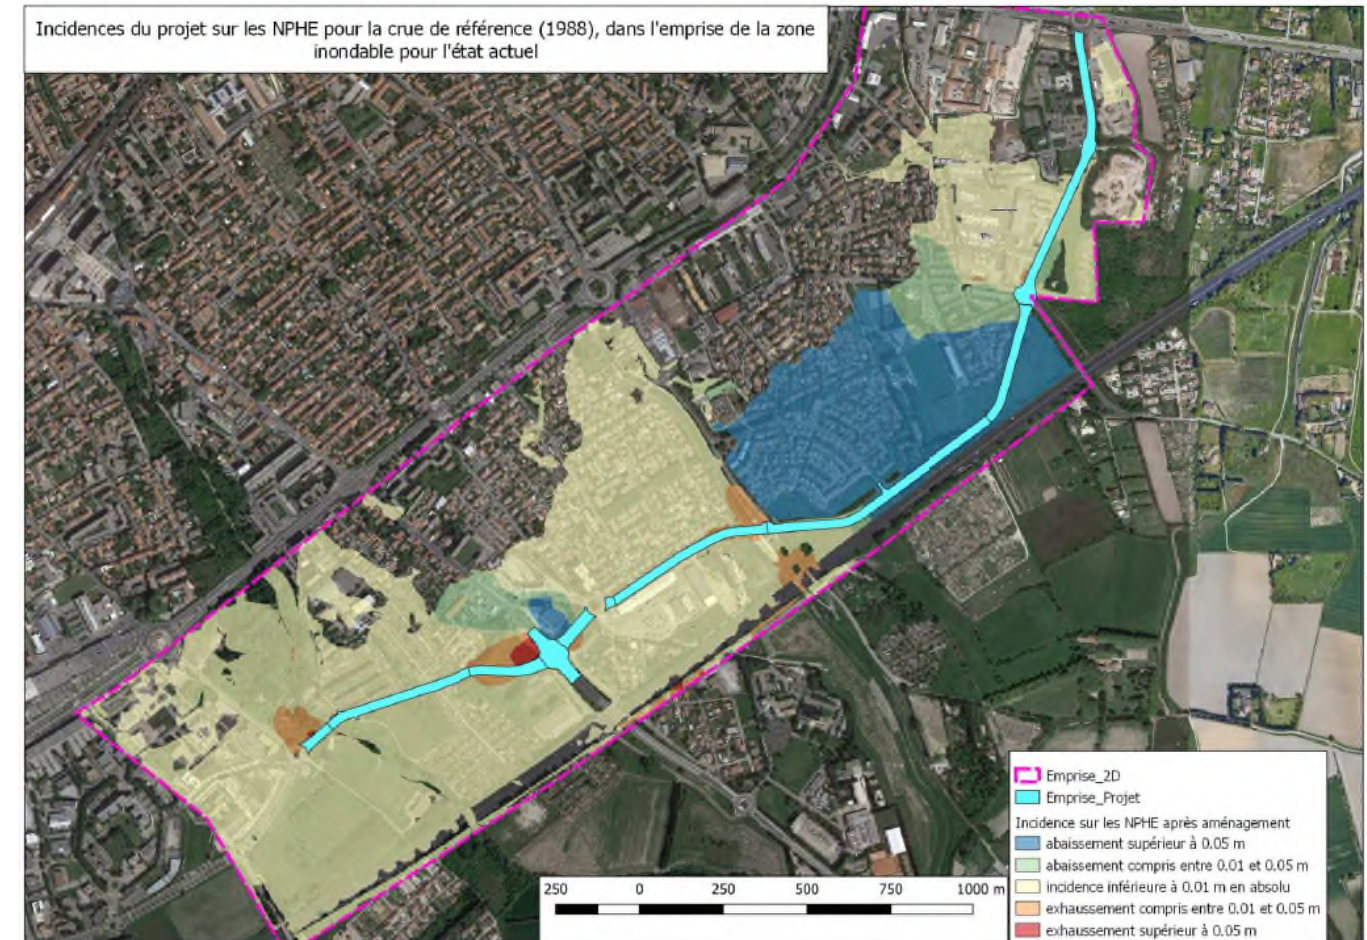 Incidences du projet sur les NPHE pour la crue de référence (1988), dans l'emprise de la zone
inondable pour l'état actuel
Emprise_2D
Emprise_Projet
Incidence sur les NPHE après aménagement
abaissement supérieur à 0.05 m
abaissement compris entre 0.01 et 0.05 m
incidence inférieure à 0.01 m en absolu
exhaussement compris entre 0.01 et 0.05 m
exhaussement supérieur à 0.05 m
250 0 250 500 750 1000 m